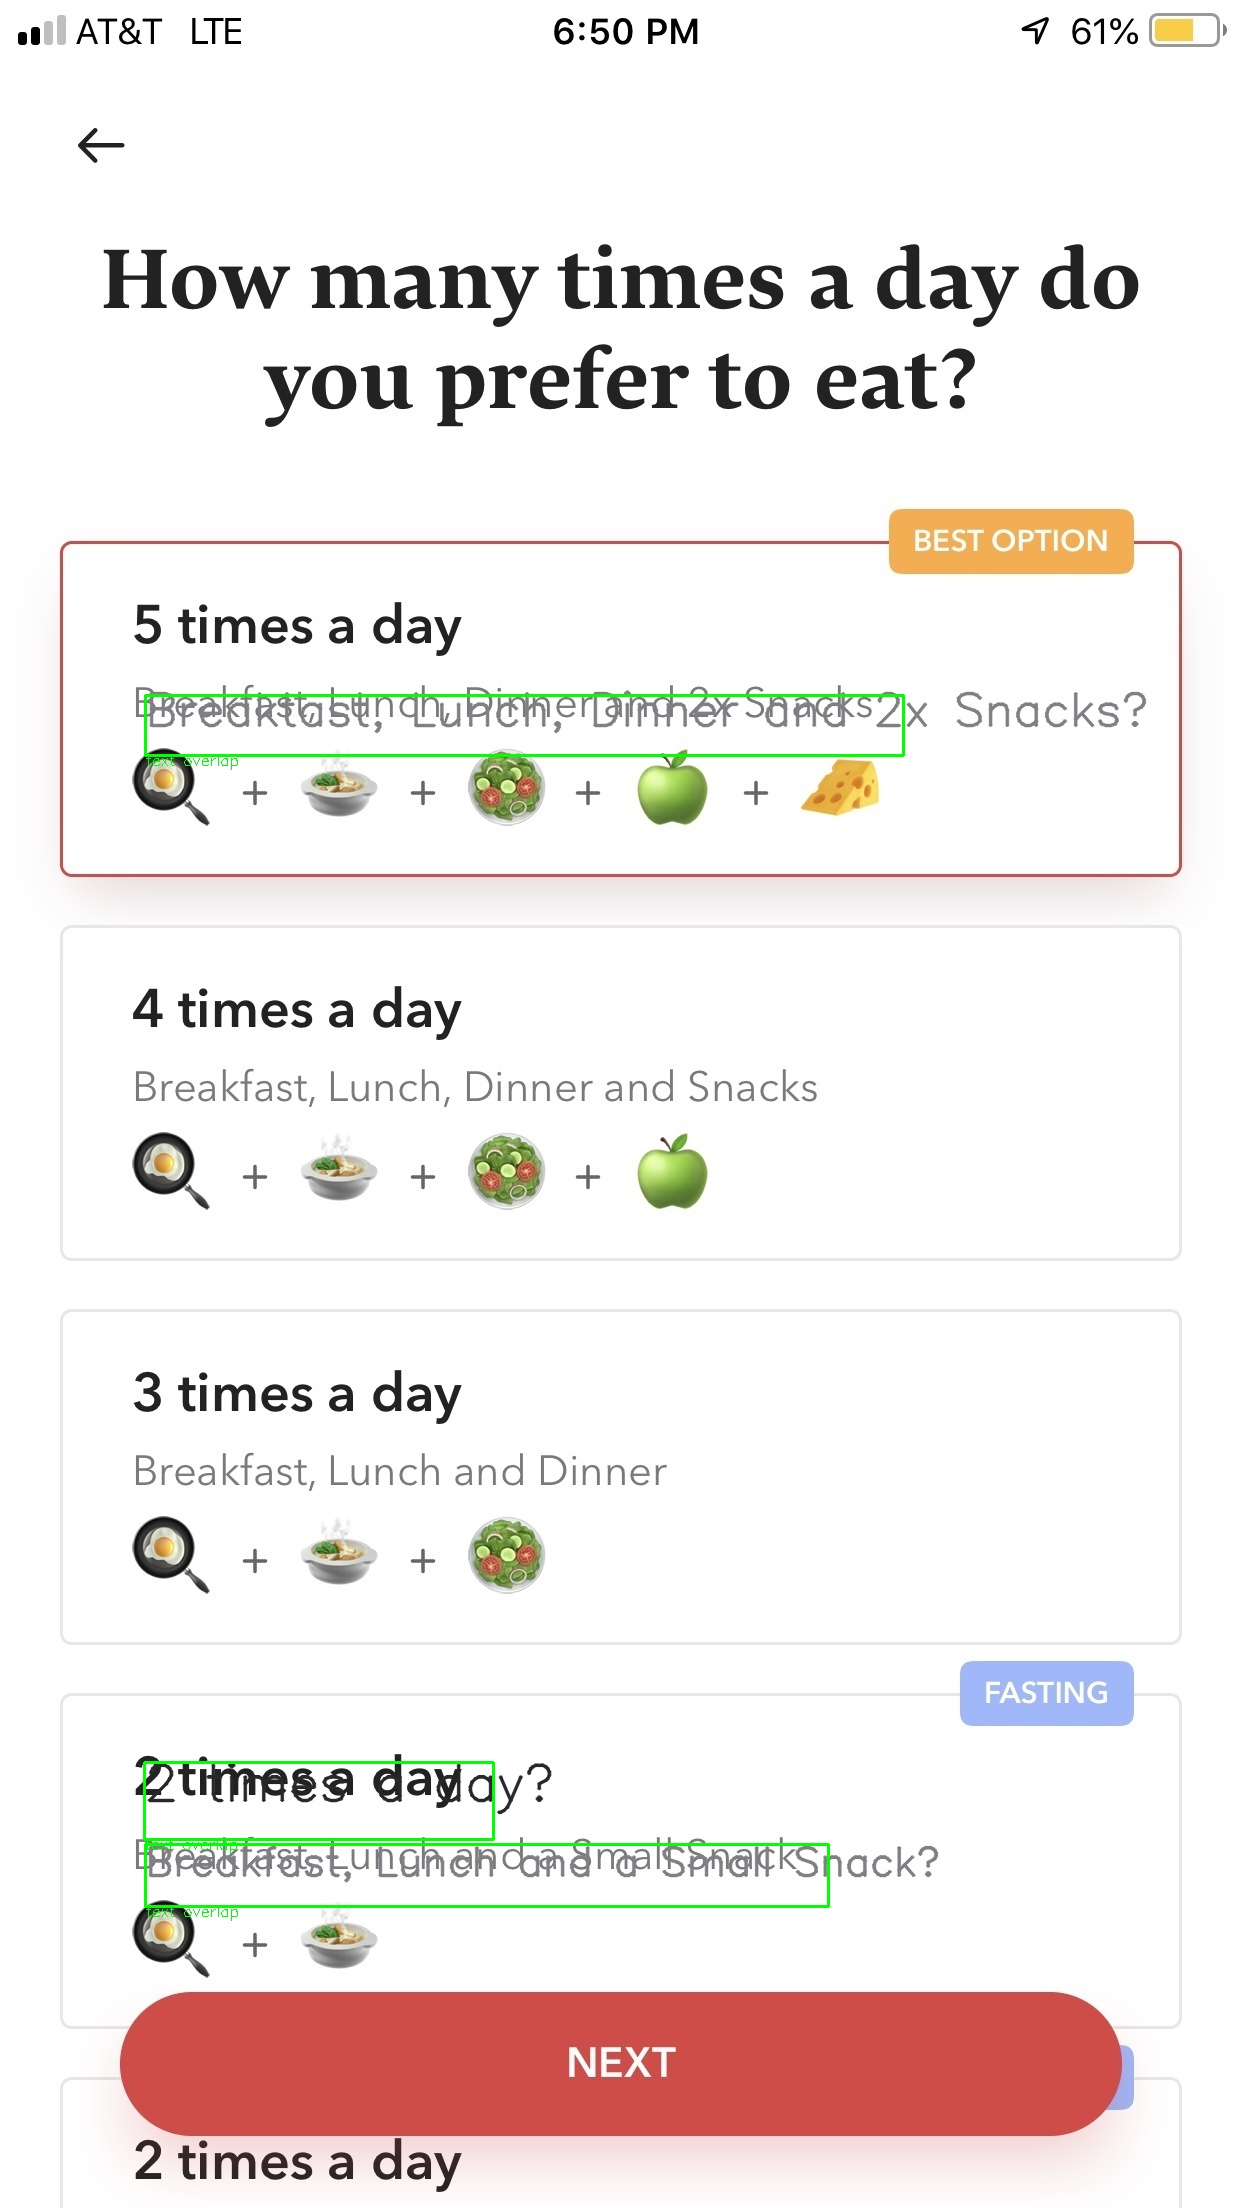 AT&T LTE 6:50 PM 61%
How many times a day do
you prefer to eat?
BEST OPTION
5 times a day
Breakfast, Lunch, Dinner and 2x Snacks
Breakfast, Lunch, Dinner and 2x Snacks?
text overlap
+ + + +
4 times a day
Breakfast, Lunch, Dinner and Snacks
+ + +
3 times a day
Breakfast, Lunch and Dinner
+ +
FASTING
2 times a day
2 times a day?
text overlap
Breakfast, Lunch and a Small Snack
Breakfast, Lunch and a Small Snack?
text overlap
+
NEXT
2 times a day